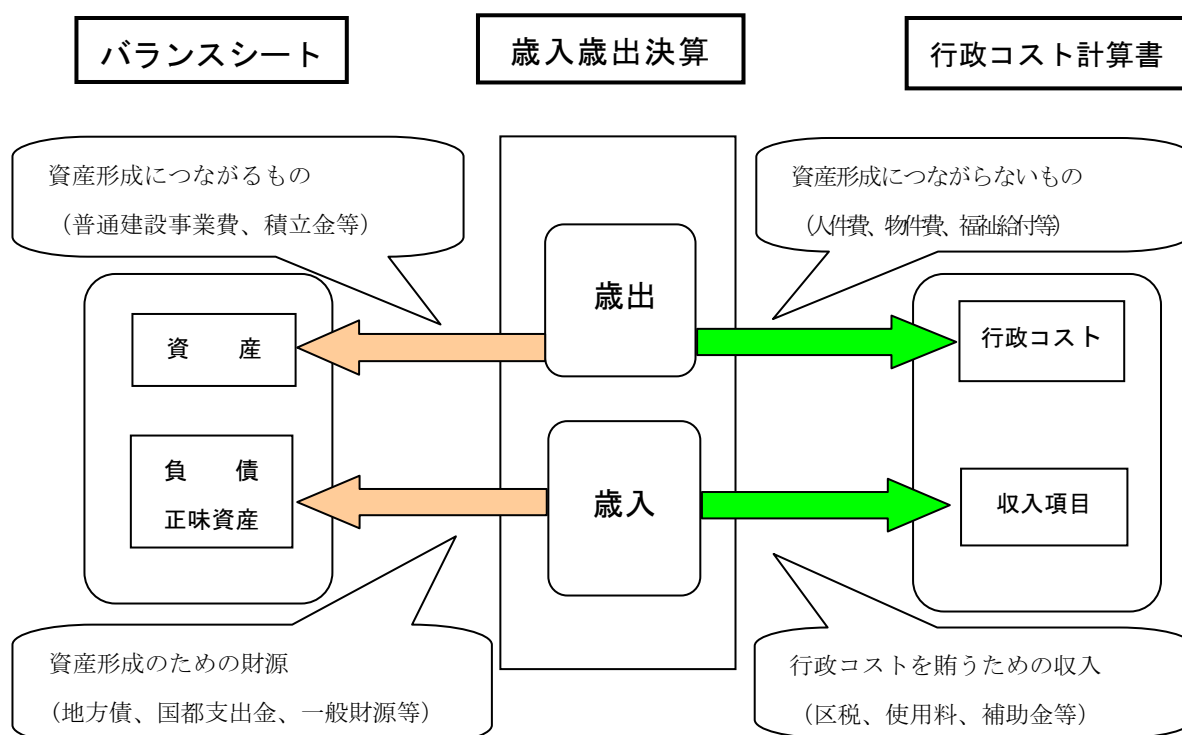 バランスシート
歳入歳出決算
行政コスト計算書
資産形成につながるもの
(普通建設事業費、積立金等)
資産形成につながらないもの
(人件費、物件費、福祉給付等)
歳出
資　産
行政コスト
負　債
正味資産
歳入
収入項目
資産形成のための財源
(地方債、国都支出金、一般財源等)
行政コストを賄うための収入
(区税、使用料、補助金等)